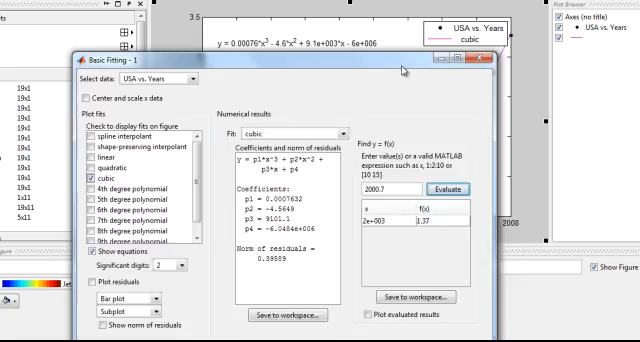 Plot Browser
Axes (no title)
USA vs. Years
3.5
y = 0.00076*x³ - 4.6*x² + 9.1e+003*x - 6e+006
USA vs. Years
cubic
Basic Fitting - 1
Select data: USA vs. Years
Center and scale x data
Plot fits
Check to display fits on figure
spline interpolant
shape-preserving interpolant
linear
quadratic
cubic
4th degree polynomial
5th degree polynomial
6th degree polynomial
7th degree polynomial
8th degree polynomial
9th degree polynomial
Show equations
Significant digits: 2
Plot residuals
Bar plot
Subplot
Show norm of residuals
Numerical results
Fit: cubic
Coefficients and norm of residuals
y = p1*x^3 + p2*x^2 +
p3*x + p4
Coefficients:
p1 = 0.0007632
p2 = -4.5649
p3 = 9101.1
p4 = -6.0484e+006
Norm of residuals =
0.39589
Save to workspace...
Find y = f(x)
Enter value(s) or a valid MATLAB
expression such as x, 1:2:10 or
[10 15]
2000.7
Evaluate
x f(x)
2e+003 1.37
Save to workspace...
Plot evaluated results
19x1
19x1
19x1
19x1
19x1
19x1
19x1
19x1
19x1
19x1
1x11
5x11
Jet
2008
Show Figure